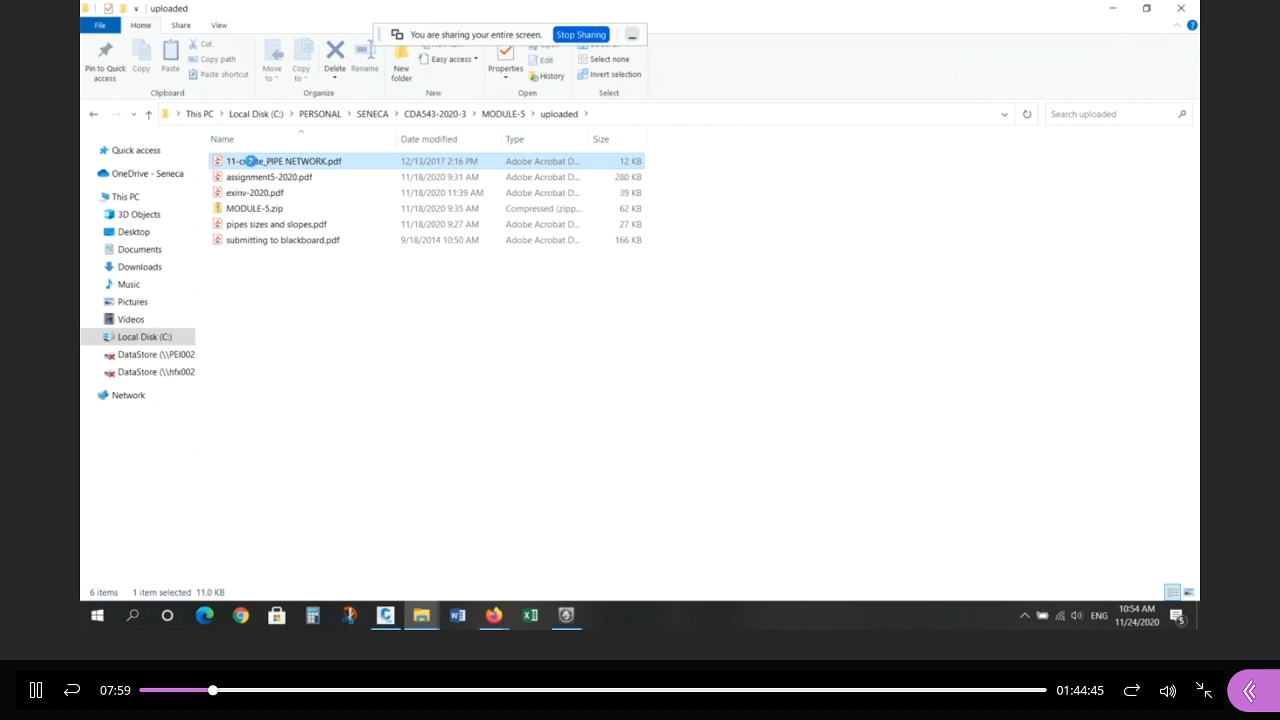 uploaded
File Home Share View
You are sharing your entire screen. Stop Sharing
Pin to Quick access
Copy
Paste
Cut
Copy path
Paste shortcut
Move to
Copy to
Delete
Rename
New folder
Easy access
Properties
Edit
History
Select none
Invert selection
Clipboard Organize New Open Select
This PC > Local Disk (C:) > PERSONAL > SENECA > CDA543-2020-3 > MODULE-5 > uploaded >
Search uploaded
Name Date modified Type Size
PIPE NETWORK.pdf 12/13/2017 2:16 PM Adobe Acrobat D... 12 KB
assignment5-2020.pdf 11/18/2020 9:31 AM Adobe Acrobat D... 280 KB
exinv-2020.pdf 11/18/2020 11:39 AM Adobe Acrobat D... 39 KB
MODULE-5.zip 11/18/2020 9:35 AM Compressed (zipp... 62 KB
pipes sizes and slopes.pdf 11/18/2020 9:27 AM Adobe Acrobat D... 27 KB
submitting to blackboard.pdf 9/18/2014 10:50 AM Adobe Acrobat D... 166 KB
Quick access
OneDrive - Seneca
This PC
3D Objects
Desktop
Documents
Downloads
Music
Pictures
Videos
Local Disk (C:)
DataStore (\\PEI002
DataStore (\\hfx002
Network
6 items 1 item selected 11.0 KB
ENG
10:54 AM
11/24/2020
5
07:59
01:44:45